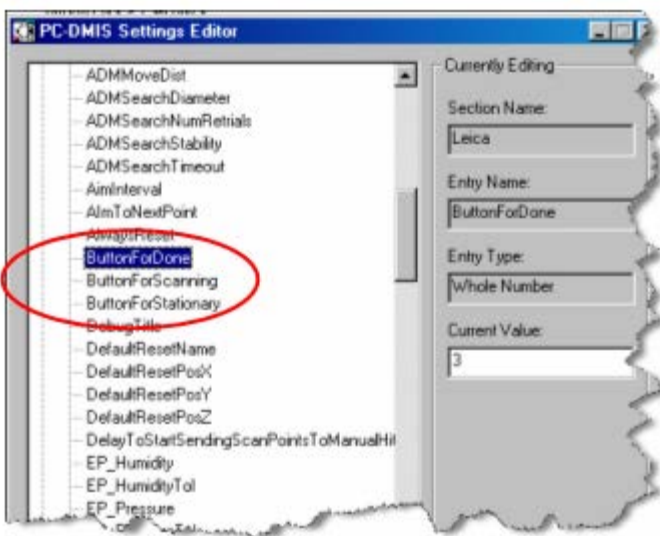 PC-DMIS Settings Editor
ADMMoveDist
ADMSearchDiameter
ADMSearchNumRetrials
ADMSearchStability
ADMSearchTimeout
AimInterval
AlmToNextPoint
AlwaysReset
ButtonForDone
ButtonForScanning
ButtonForStationary
DebugTitle
DefaultResetName
DefaultResetPosX
DefaultResetPosY
DefaultResetPosZ
DelayToStartSendingScanPointsToManualHit
EP_Humidity
EP_HumidityTol
EP_Pressure
Currently Editing
Section Name:
Leica
Entry Name:
ButtonForDone
Entry Type:
Whole Number
Current Value:
3